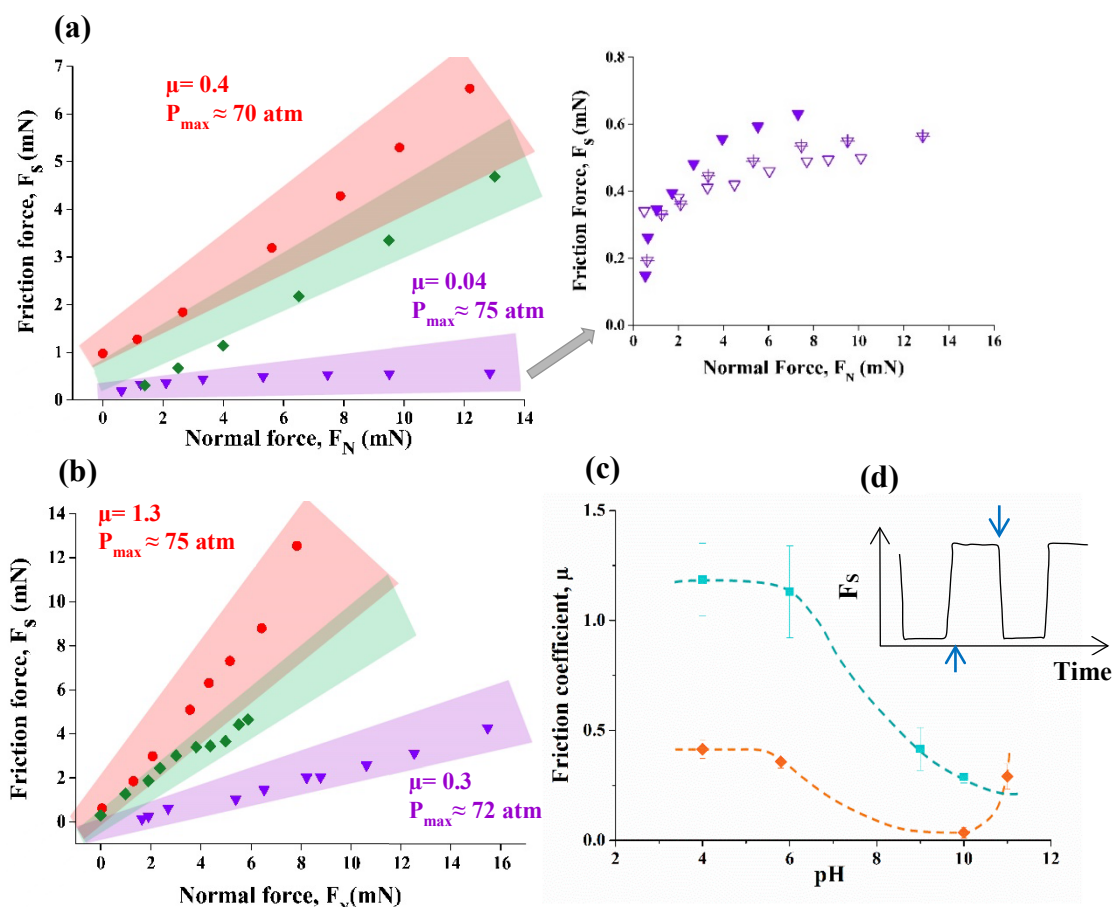 (a)
Friction force, Fs (mN)
7
6
5
4
3
2
1
0
μ= 0.4
Pmax ≈ 70 atm
μ= 0.04
Pmax ≈ 75 atm
0 2 4 6 8 10 12 14
Normal force, FN (mN)
Friction Force, Fs (mN)
0.8
0.6
0.4
0.2
0.0
0 2 4 6 8 10 12 14 16
Normal Force, FN (mN)
(b)
Friction force, Fs (mN)
14
12
10
8
6
4
2
0
μ= 1.3
Pmax ≈ 75 atm
μ= 0.3
Pmax ≈ 72 atm
0 2 4 6 8 10 12 14 16
Normal force, FN(mN)
(c)
Friction coefficient, μ
1.5
1.0
0.5
0.0
2 4 6 8 10 12
pH
(d)
Fs
Time